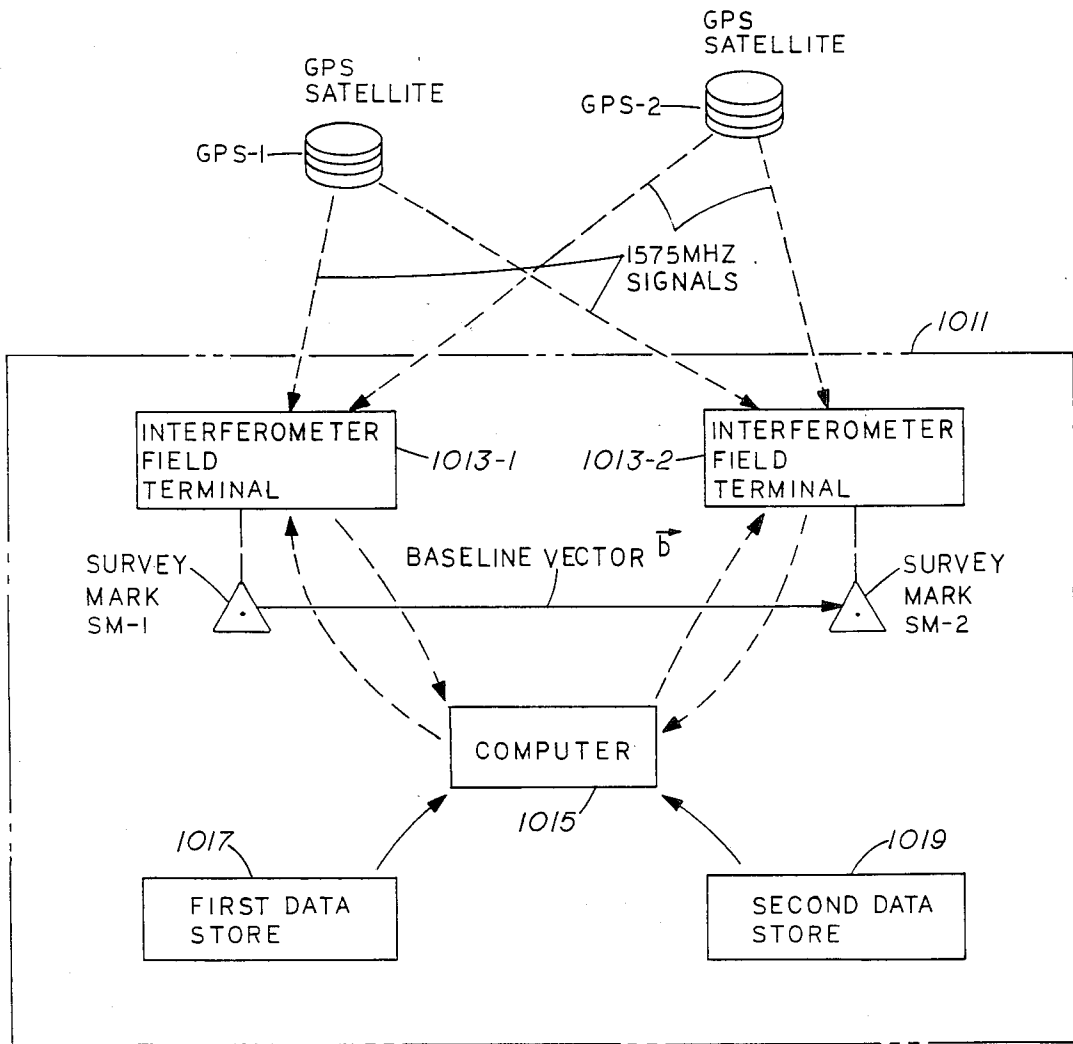 GPS
SATELLITE
GPS-2
GPS
SATELLITE
GPS-1
1575MHZ
SIGNALS
1011
INTERFEROMETER
FIELD
TERMINAL
1013-1
1013-2
INTERFEROMETER
FIELD
TERMINAL
BASELINE VECTOR b
SURVEY
MARK
SM-1
SURVEY
MARK
SM-2
COMPUTER
1015
1017
1019
FIRST DATA
STORE
SECOND DATA
STORE